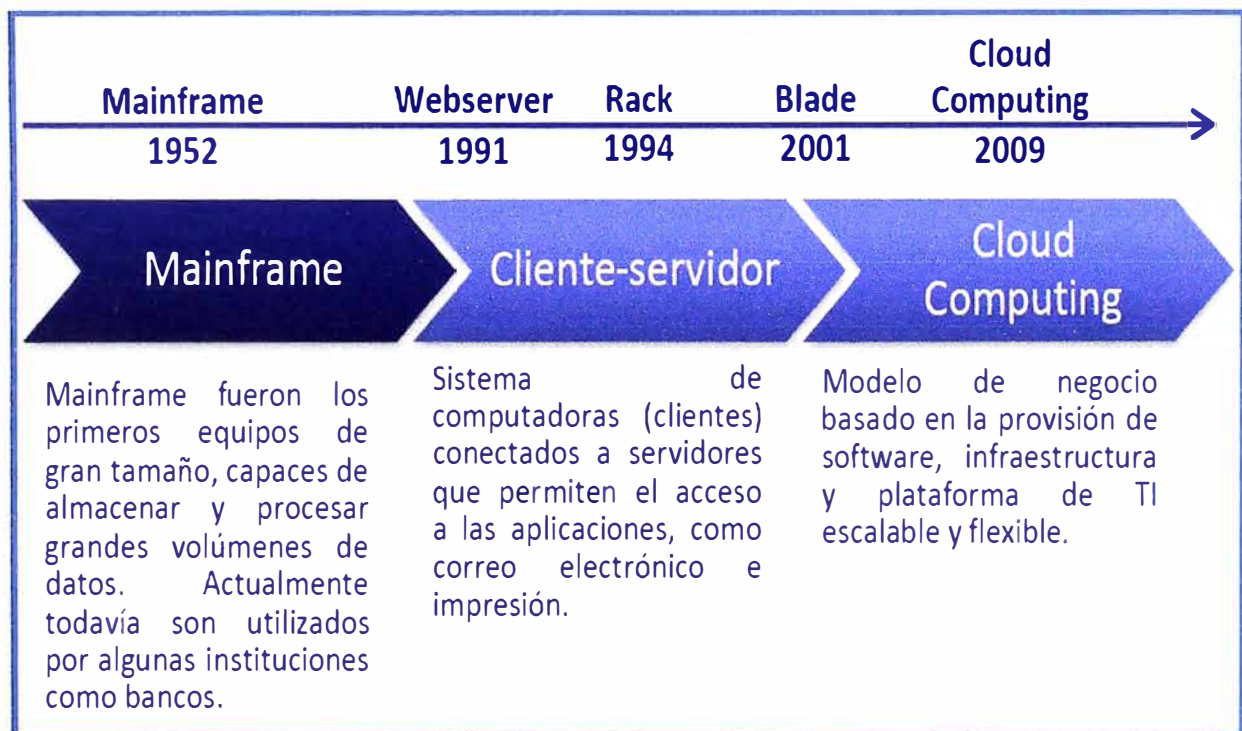 Cloud
Mainframe Webserver Rack Blade Computing
1952 1991 1994 2001 2009
Mainframe
Cliente-servidor
Cloud
Computing
Mainframe fueron los
primeros equipos de
gran tamaño, capaces de
almacenar y procesar
grandes volúmenes de
datos. Actualmente
todavía son utilizados
por algunas instituciones
como bancos.
Sistema de
computadoras (clientes)
conectados a servidores
que permiten el acceso
a las aplicaciones, como
correo electrónico e
impresión.
Modelo de negocio
basado en la provisión de
software, infraestructura
y plataforma de TI
escalable y flexible.